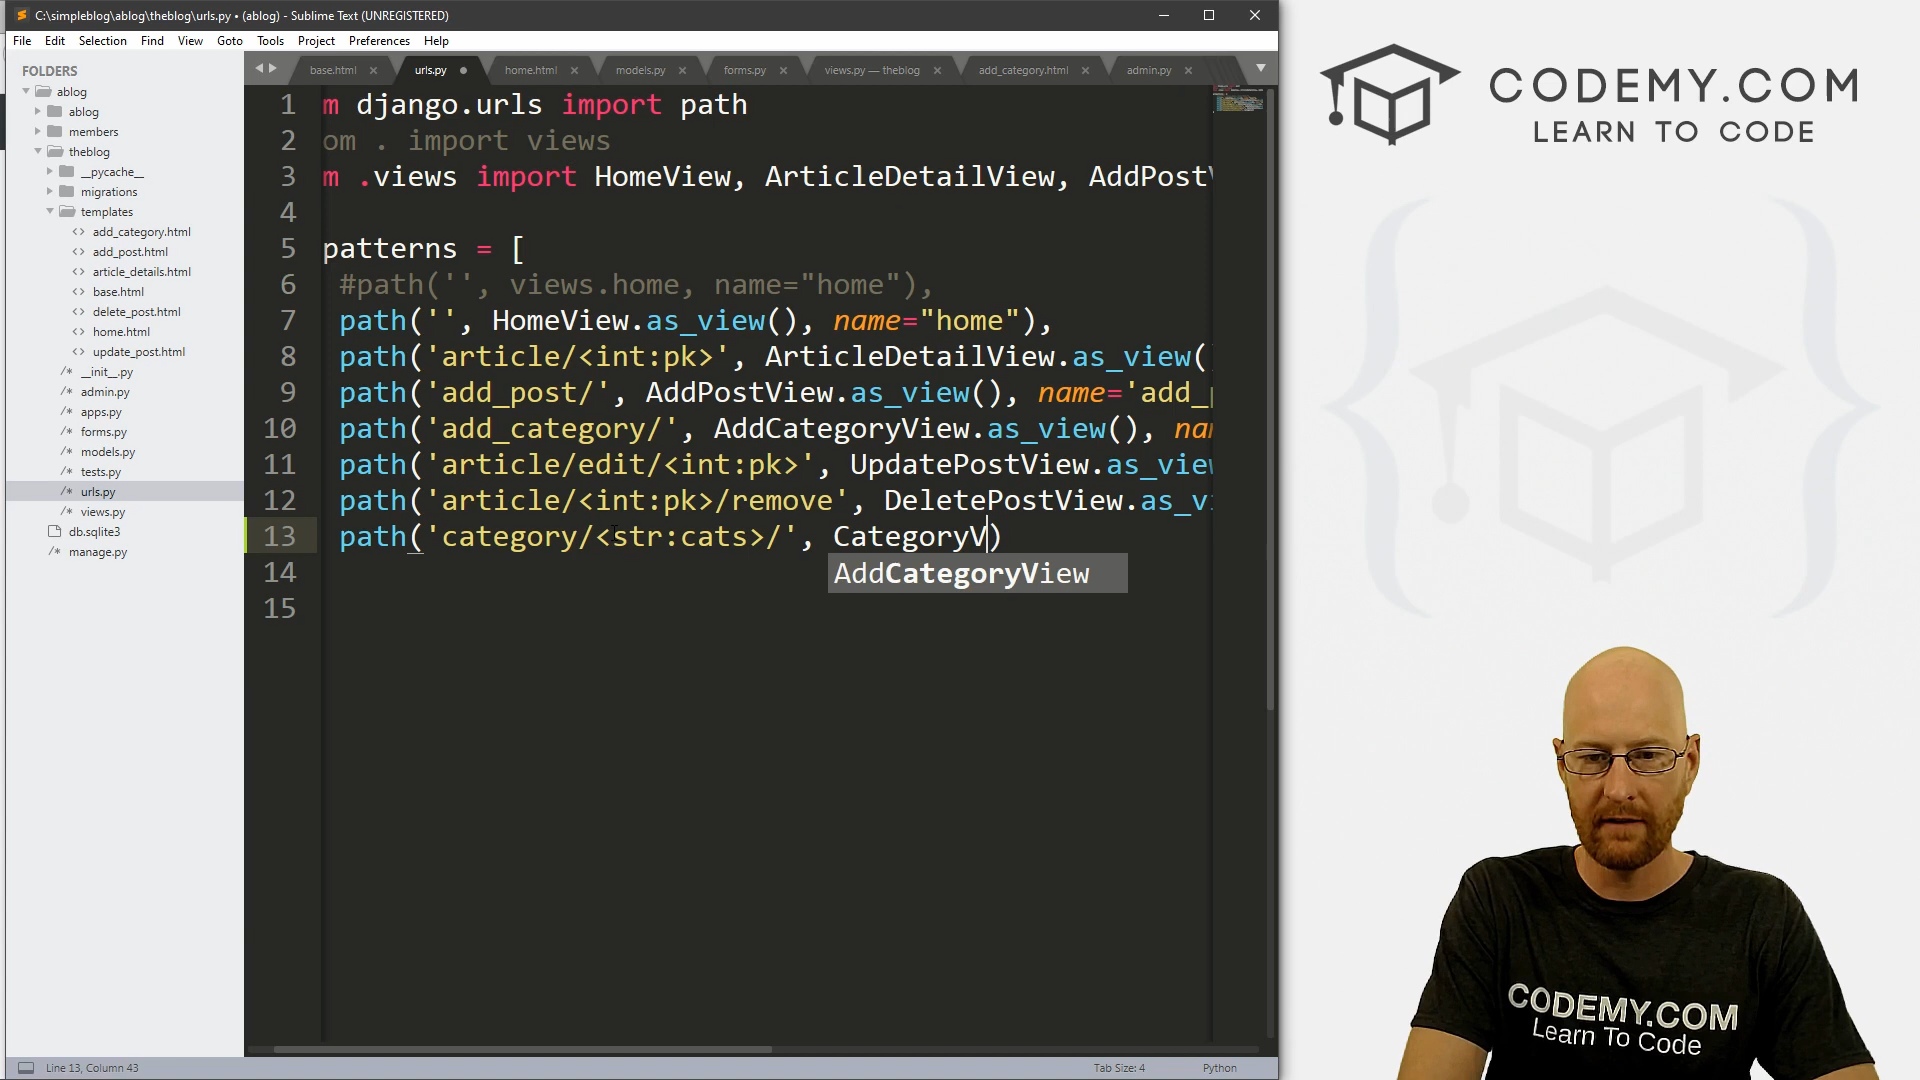 C:\simpleblog\ablog\theblog\urls.py • (ablog) - Sublime Text (UNREGISTERED)
File Edit Selection Find View Goto Tools Project Preferences Help
FOLDERS
ablog
ablog
members
theblog
__pycache__
migrations
templates
add_category.html
add_post.html
article_details.html
base.html
delete_post.html
home.html
update_post.html
__init__.py
admin.py
apps.py
forms.py
models.py
tests.py
urls.py
views.py
db.sqlite3
manage.py
base.html urls.py home.html models.py forms.py views.py — theblog add_category.html admin.py
1 m django.urls import path
2 om . import views
3 m .views import HomeView, ArticleDetailView, AddPostV
4
5 patterns = [
6 #path('', views.home, name="home"),
7 path('', HomeView.as_view(), name="home"),
8 path('article/<int:pk>', ArticleDetailView.as_view(
9 path('add_post/', AddPostView.as_view(), name='add_p
10 path('add_category/', AddCategoryView.as_view(), nam
11 path('article/edit/<int:pk>', UpdatePostView.as_view
12 path('article/<int:pk>/remove', DeletePostView.as_vi
13 path('category/<str:cats>/', CategoryV)
14
15
AddCategoryView
Line 13, Column 43
Tab Size: 4
Python
CODEMY.COM
LEARN TO CODE
CODEMY.COM
Learn To Code